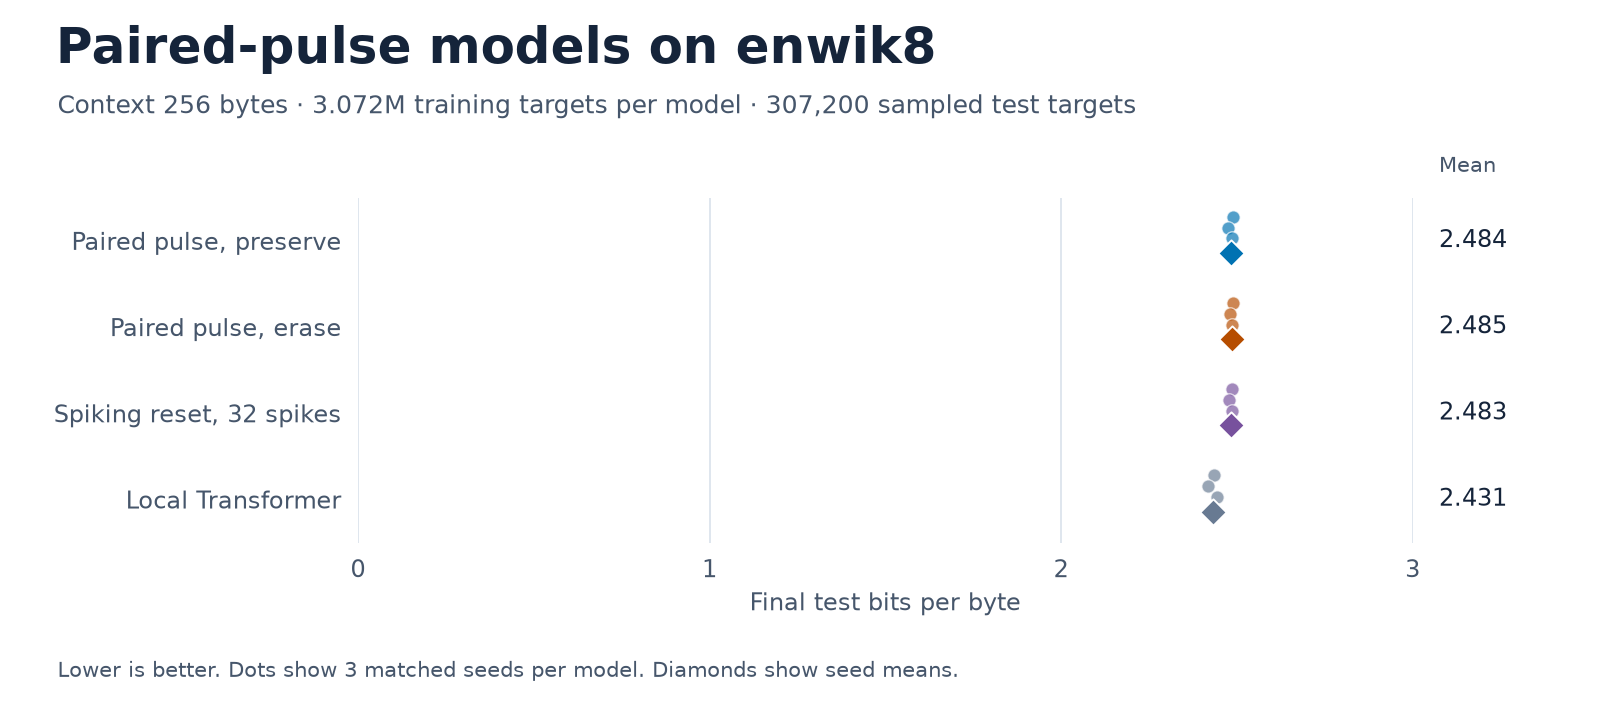 Paired-pulse models on enwik8
Context 256 bytes · 3.072M training targets per model · 307,200 sampled test targets
Mean
Paired pulse, preserve 2.484
Paired pulse, erase 2.485
Spiking reset, 32 spikes 2.483
Local Transformer 2.431
0 1 2 3
Final test bits per byte
Lower is better. Dots show 3 matched seeds per model. Diamonds show seed means.